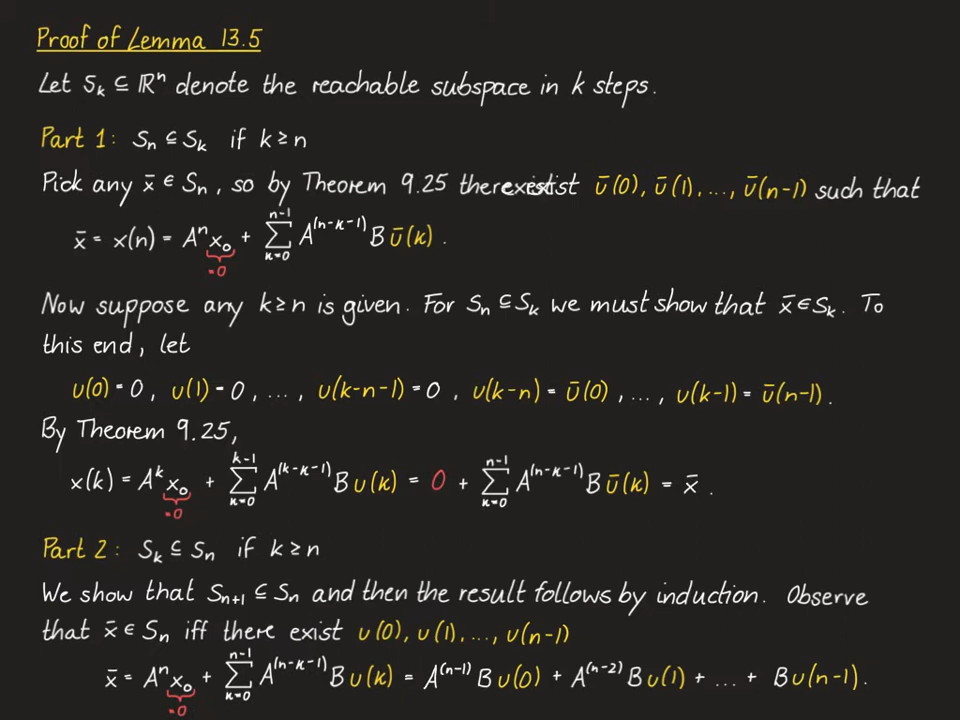 Proof of Lemma 13.5
Let Sₖ ⊆ ℝⁿ denote the reachable subspace in k steps.
Part 1: Sₙ ⊆ Sₖ if k ≥ n
Pick any x̄ ∈ Sₙ, so by Theorem 9.25 there exist ū(0), ū(1), ..., ū(n-1) such that
x̄ = x(n) = Aⁿx₀ + ∑_{κ=0}^{n-1} A^{(n-κ-1)} B ū(κ).
=0
Now suppose any k ≥ n is given. For Sₙ ⊆ Sₖ we must show that x̄ ∈ Sₖ. To
this end, let
u(0) = 0, u(1) = 0, ..., u(k-n-1) = 0, u(k-n) = ū(0), ..., u(k-1) = ū(n-1).
By Theorem 9.25,
x(k) = Aᵏx₀ + ∑_{κ=0}^{k-1} A^{(k-κ-1)} B u(κ) = 0 + ∑_{κ=0}^{n-1} A^{(n-κ-1)} B ū(κ) = x̄.
=0
Part 2: Sₖ ⊆ Sₙ if k ≥ n
We show that Sₙ₊₁ ⊆ Sₙ and then the result follows by induction. Observe
that x̄ ∈ Sₙ iff there exist u(0), u(1), ..., u(n-1)
x̄ = Aⁿx₀ + ∑_{κ=0}^{n-1} A^{(n-κ-1)} B u(κ) = A^{(n-1)} B u(0) + A^{(n-2)} B u(1) + ... + B u(n-1).
=0